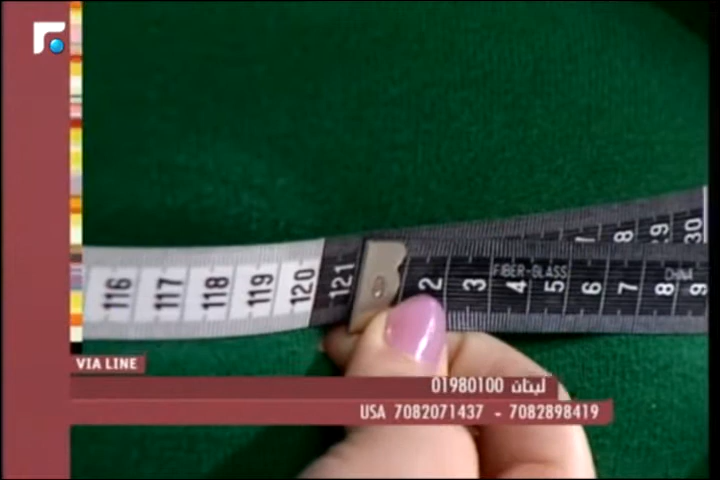 116 117 118 119 120 121 2 3 4 5 6 7 8 9
8 29 30
FIBER-GLASS CHINA
VIA LINE
لبنان 01980100
USA 7082071437 - 7082898419